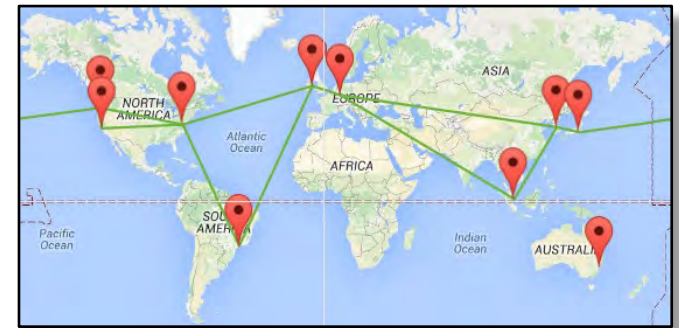 ASIA
NORTH
AMERICA
EUROPE
Atlantic
Ocean
AFRICA
SOUTH
AMERICA
Pacific
Ocean
Indian
Ocean
AUSTRALIA